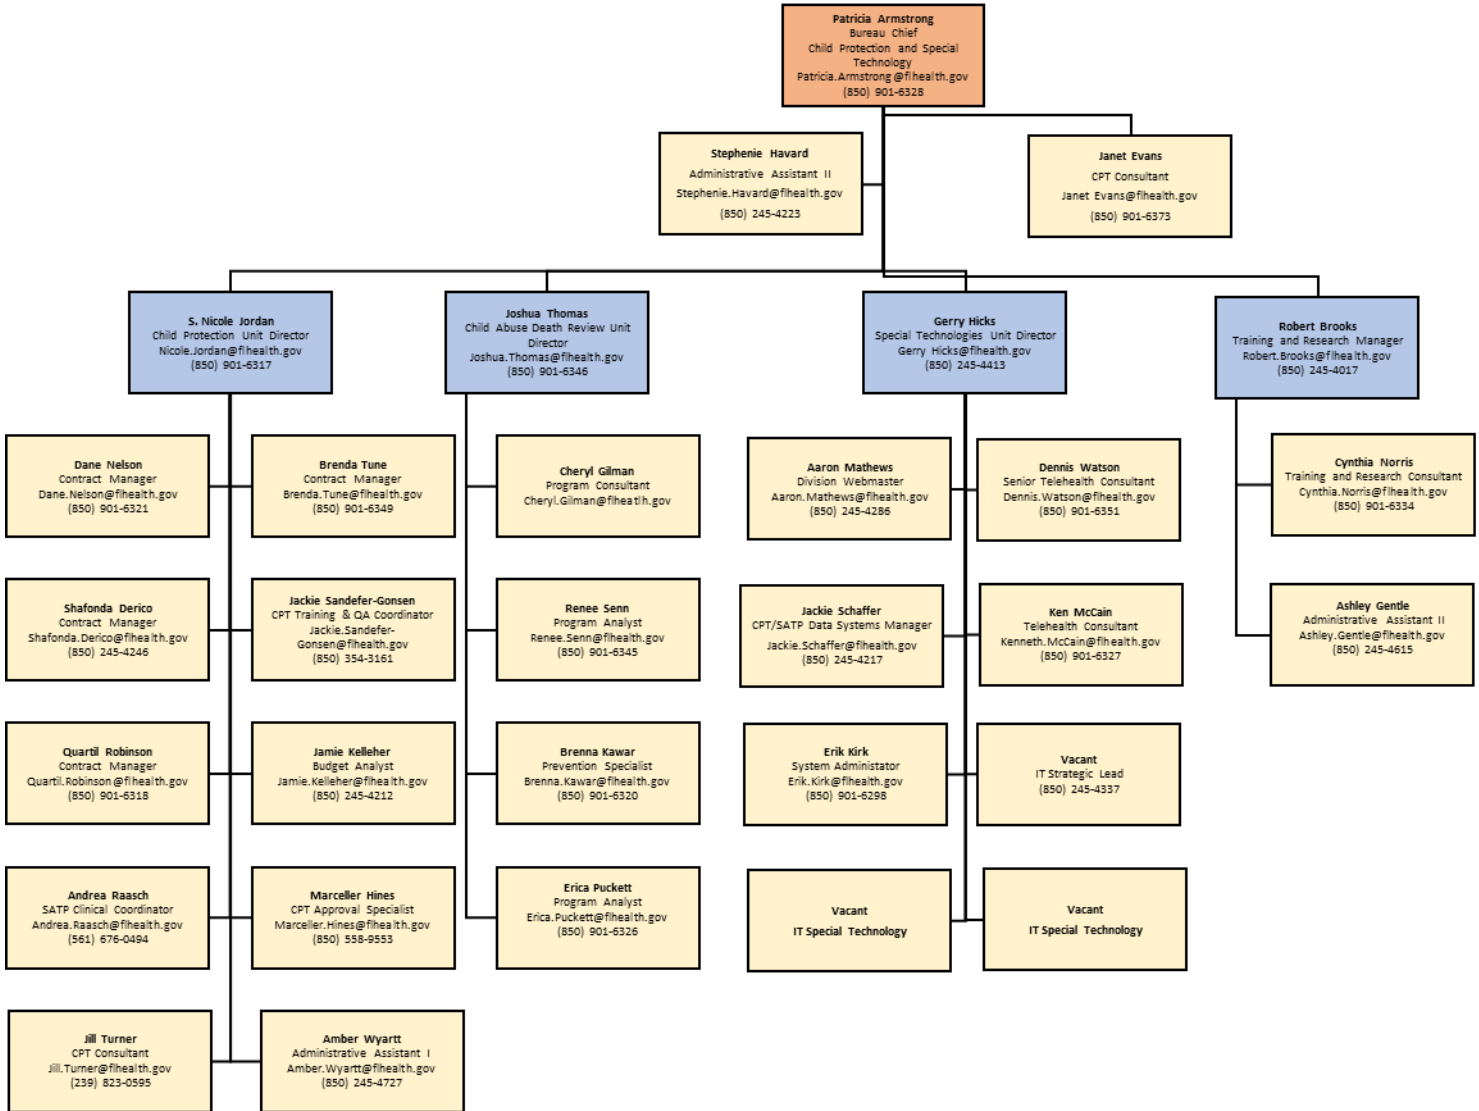 Patricia Armstrong
Bureau Chief
Child Protection and Special
Technology
Patricia.Armstrong@flhealth.gov
(850) 901-6328
Stephenie Havard
Administrative Assistant II
Stephenie.Havard@flhealth.gov
(850) 245-4223
Janet Evans
CPT Consultant
Janet Evans@flhealth.gov
(850) 901-6373
S. Nicole Jordan
Child Protection Unit Director
Nicole.Jordan@flhealth.gov
(850) 901-6317
Joshua Thomas
Child Abuse Death Review Unit
Director
Joshua.Thomas@flhealth.gov
(850) 901-6346
Gerry Hicks
Special Technologies Unit Director
Gerry Hicks@flhealth.gov
(850) 245-4413
Robert Brooks
Training and Research Manager
Robert.Brooks@flhealth.gov
(850) 245-4017
Dane Nelson
Contract Manager
Dane.Nelson@flhealth.gov
(850) 901-6321
Brenda Tune
Contract Manager
Brenda.Tune@flhealth.gov
(850) 901-6349
Cheryl Gilman
Program Consultant
Cheryl.Gilman@flheatlh.gov
Aaron Mathews
Division Webmaster
Aaron.Mathews@flhealth.gov
(850) 245-4286
Dennis Watson
Senior Telehealth Consultant
Dennis.Watson@flhealth.gov
(850) 901-6351
Cynthia Norris
Training and Research Consultant
Cynthia.Norris@flhealth.gov
(850) 901-6334
Shafonda Derico
Contract Manager
Shafonda.Derico@flhealth.gov
(850) 245-4246
Jackie Sandefer-Gonsen
CPT Training & QA Coordinator
Jackie.Sandefer-
Gonsen@flhealth.gov
(850) 354-3161
Renee Senn
Program Analyst
Renee.Senn@flhealth.gov
(850) 901-6345
Jackie Schaffer
CPT/SATP Data Systems Manager
Jackie.Schaffer@flhealth.gov
(850) 245-4217
Ken McCain
Telehealth Consultant
Kenneth.McCain@flhealth.gov
(850) 901-6327
Ashley Gentle
Administrative Assistant II
Ashley.Gentle@flhealth.gov
(850) 245-4615
Quartil Robinson
Contract Manager
Quartil.Robinson@flhealth.gov
(850) 901-6318
Jamie Kelleher
Budget Analyst
Jamie.Kelleher@flhealth.gov
(850) 245-4212
Brenna Kawar
Prevention Specialist
Brenna.Kawar@flhealth.gov
(850) 901-6320
Erik Kirk
System Administator
Erik.Kirk@flhealth.gov
(850) 901-6298
Vacant
IT Strategic Lead
(850) 245-4337
Andrea Raasch
SATP Clinical Coordinator
Andrea.Raasch@flhealth.gov
(561) 676-0494
Marceller Hines
CPT Approval Specialist
Marceller.Hines@flhealth.gov
(850) 558-9553
Erica Puckett
Program Analyst
Erica.Puckett@flhealth.gov
(850) 901-6326
Vacant
IT Special Technology
Vacant
IT Special Technology
Jill Turner
CPT Consultant
Jill.Turner@flhealth.gov
(239) 823-0595
Amber Wyartt
Administrative Assistant I
Amber.Wyartt@flhealth.gov
(850) 245-4727